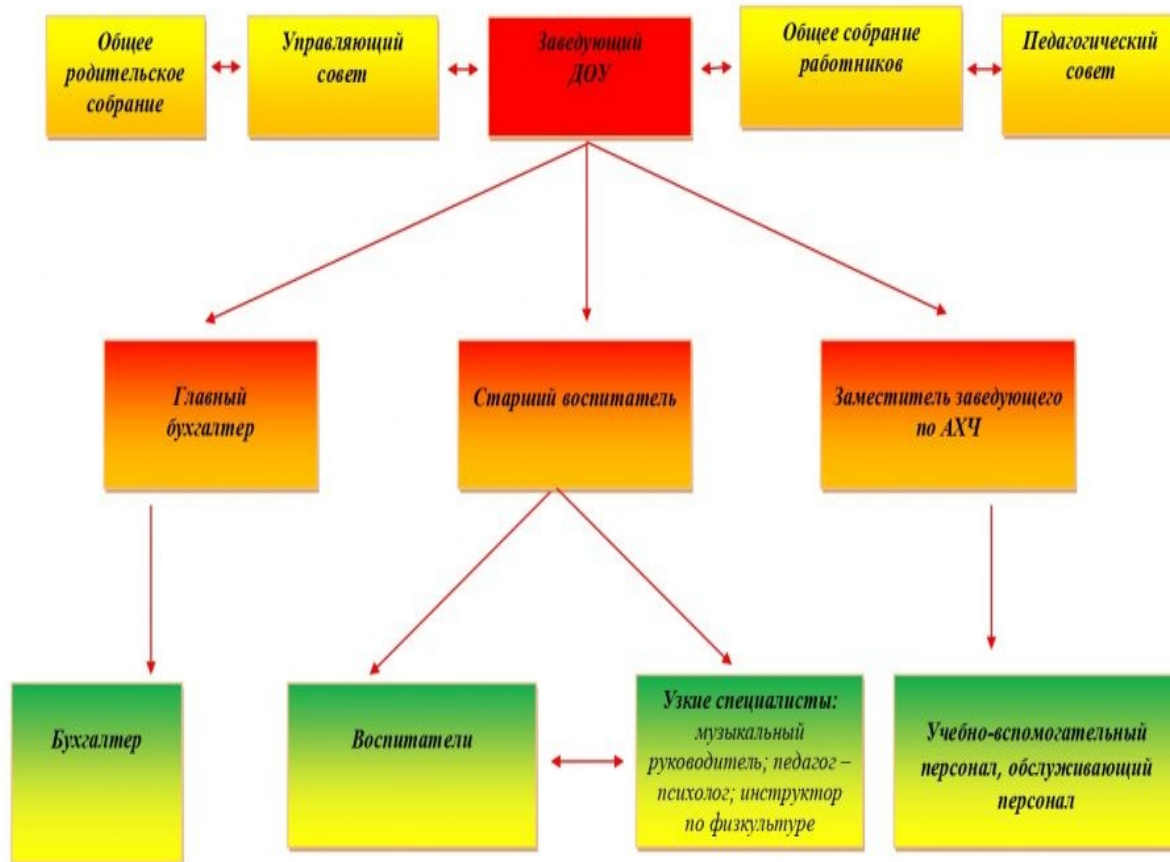 Общее
родительское
собрание
Управляющий
совет
Заведующий
ДОУ
Общее собрание
работников
Педагогический
совет
Главный
бухгалтер
Старший воспитатель
Заместитель заведующего
по АХЧ
Бухгалтер
Воспитатели
Узкие специалисты:
музыкальный
руководитель; педагог –
психолог; инструктор
по физкультуре
Учебно-вспомогательный
персонал, обслуживающий
персонал